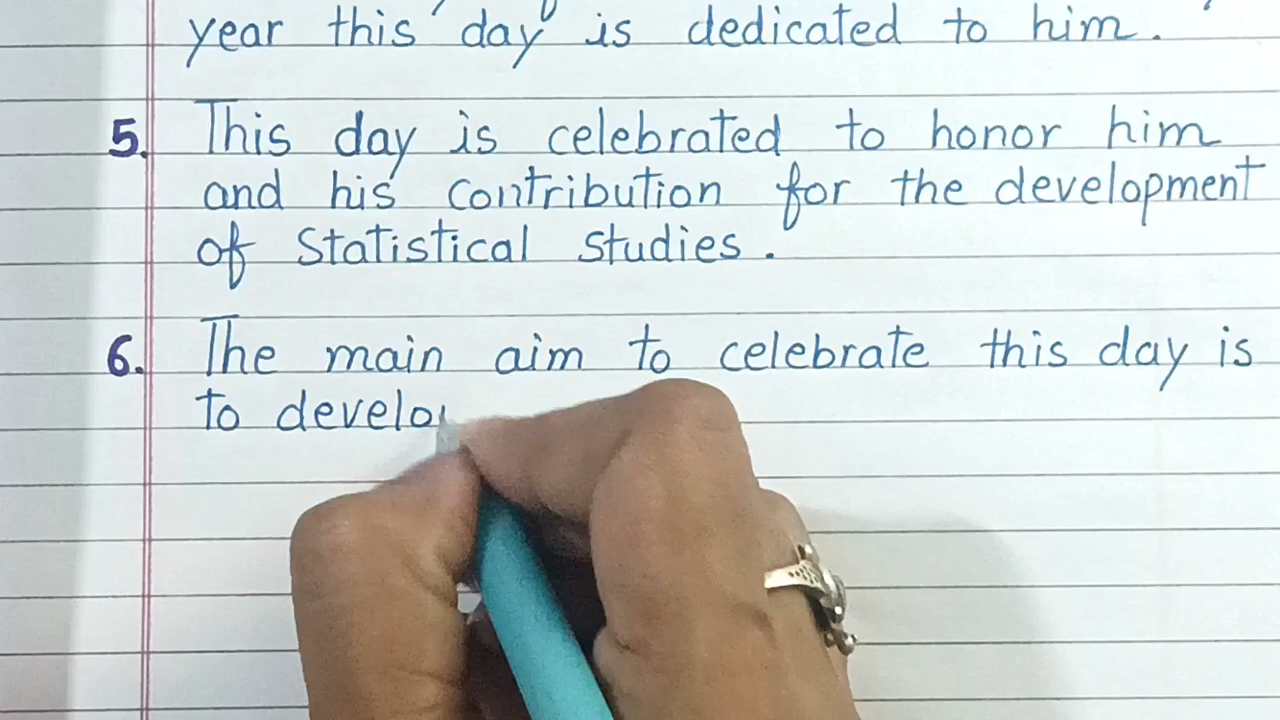 year this day is dedicated to him.
5. This day is celebrated to honor him
and his contribution for the development
of Statistical Studies.
6. The main aim to celebrate this day is
to develo